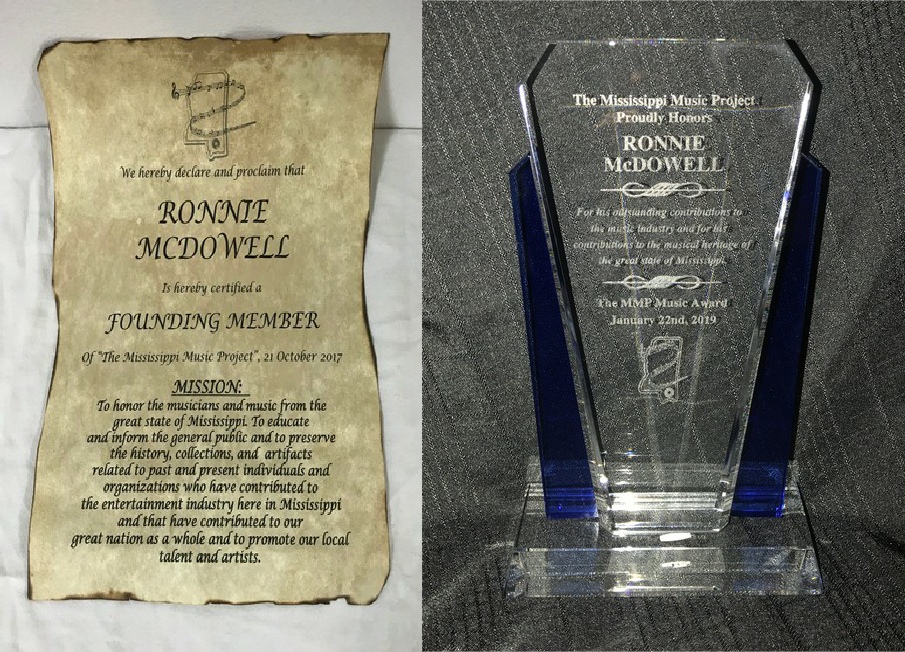 We hereby declare and proclaim that
RONNIE
MCDOWELL
Is hereby certified a
FOUNDING MEMBER
Of "The Mississippi Music Project", 21 October 2017
MISSION:
To honor the musicians and music from the
great state of Mississippi. To educate
and inform the general public and to preserve
the history, collections, and artifacts
related to past and present individuals and
organizations who have contributed to
the entertainment industry here in Mississippi
and that have contributed to our
great nation as a whole and to promote our local
talent and artists.
The Mississippi Music Project
Proudly Honors
RONNIE
McDOWELL
For his outstanding contributions to
the music industry and for his
contributions to the musical heritage of
the great state of Mississippi.
The MMP Music Award
January 22nd, 2019